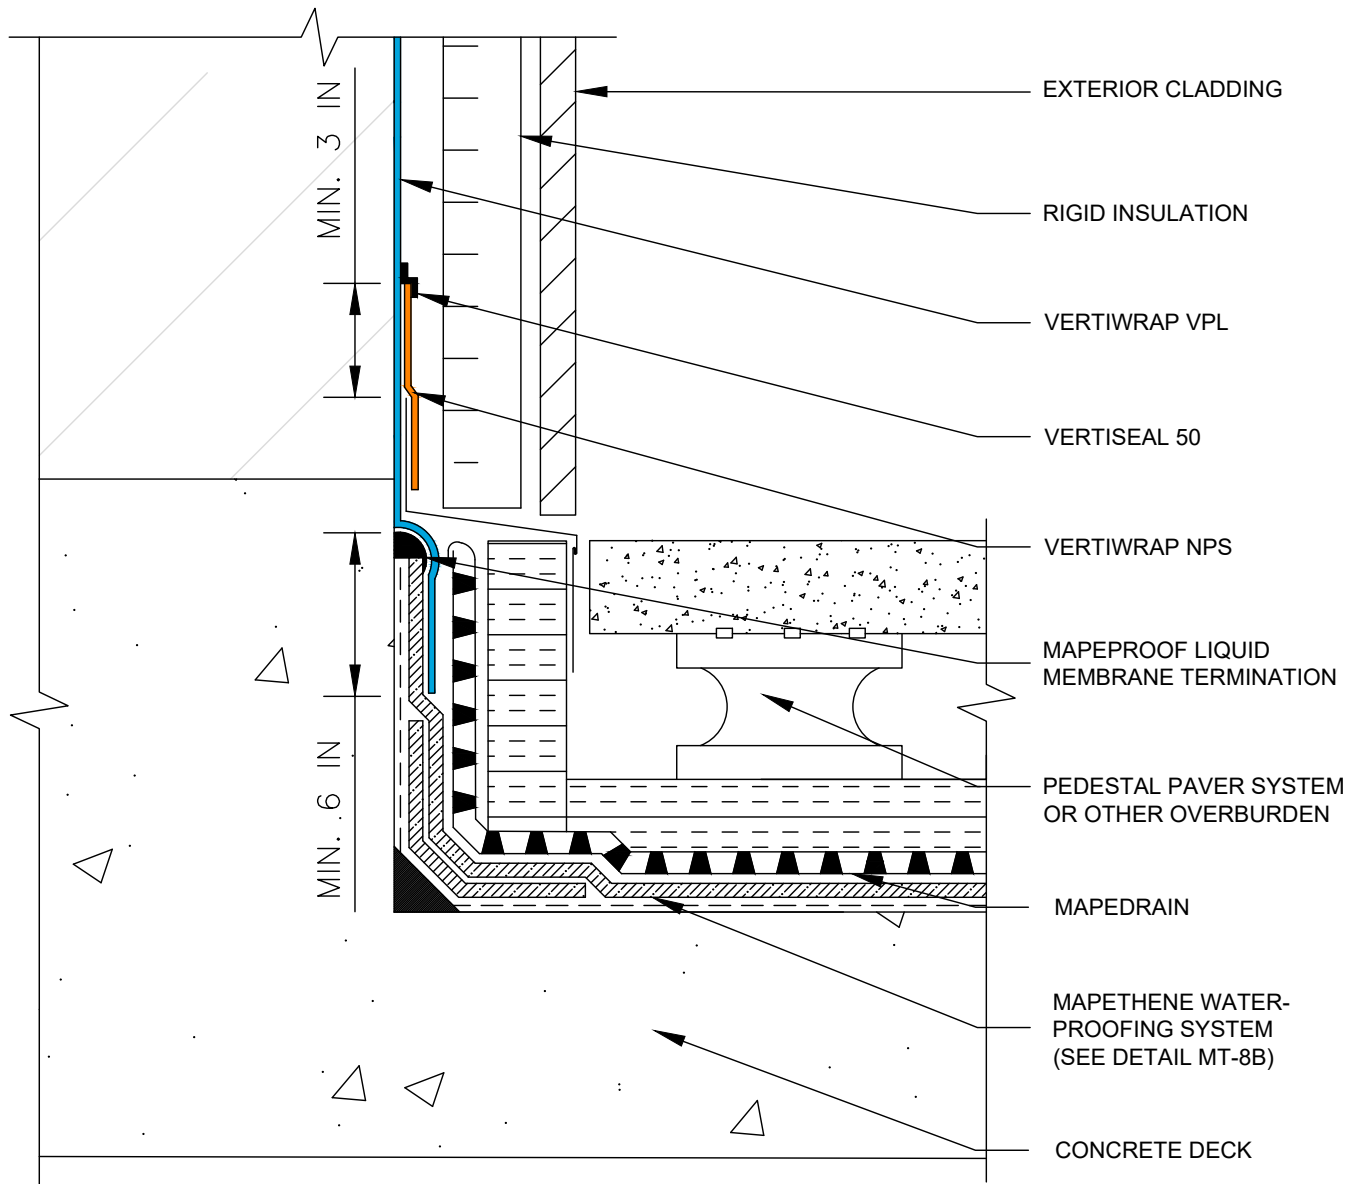 MIN. 3 IN
EXTERIOR CLADDING
RIGID INSULATION
VERTIWRAP VPL
VERTISEAL 50
VERTIWRAP NPS
MIN. 6 IN
MAPEPROOF LIQUID
MEMBRANE TERMINATION
PEDESTAL PAVER SYSTEM
OR OTHER OVERBURDEN
MAPEDRAIN
MAPETHENE WATER-
PROOFING SYSTEM
(SEE DETAIL MT-8B)
CONCRETE DECK